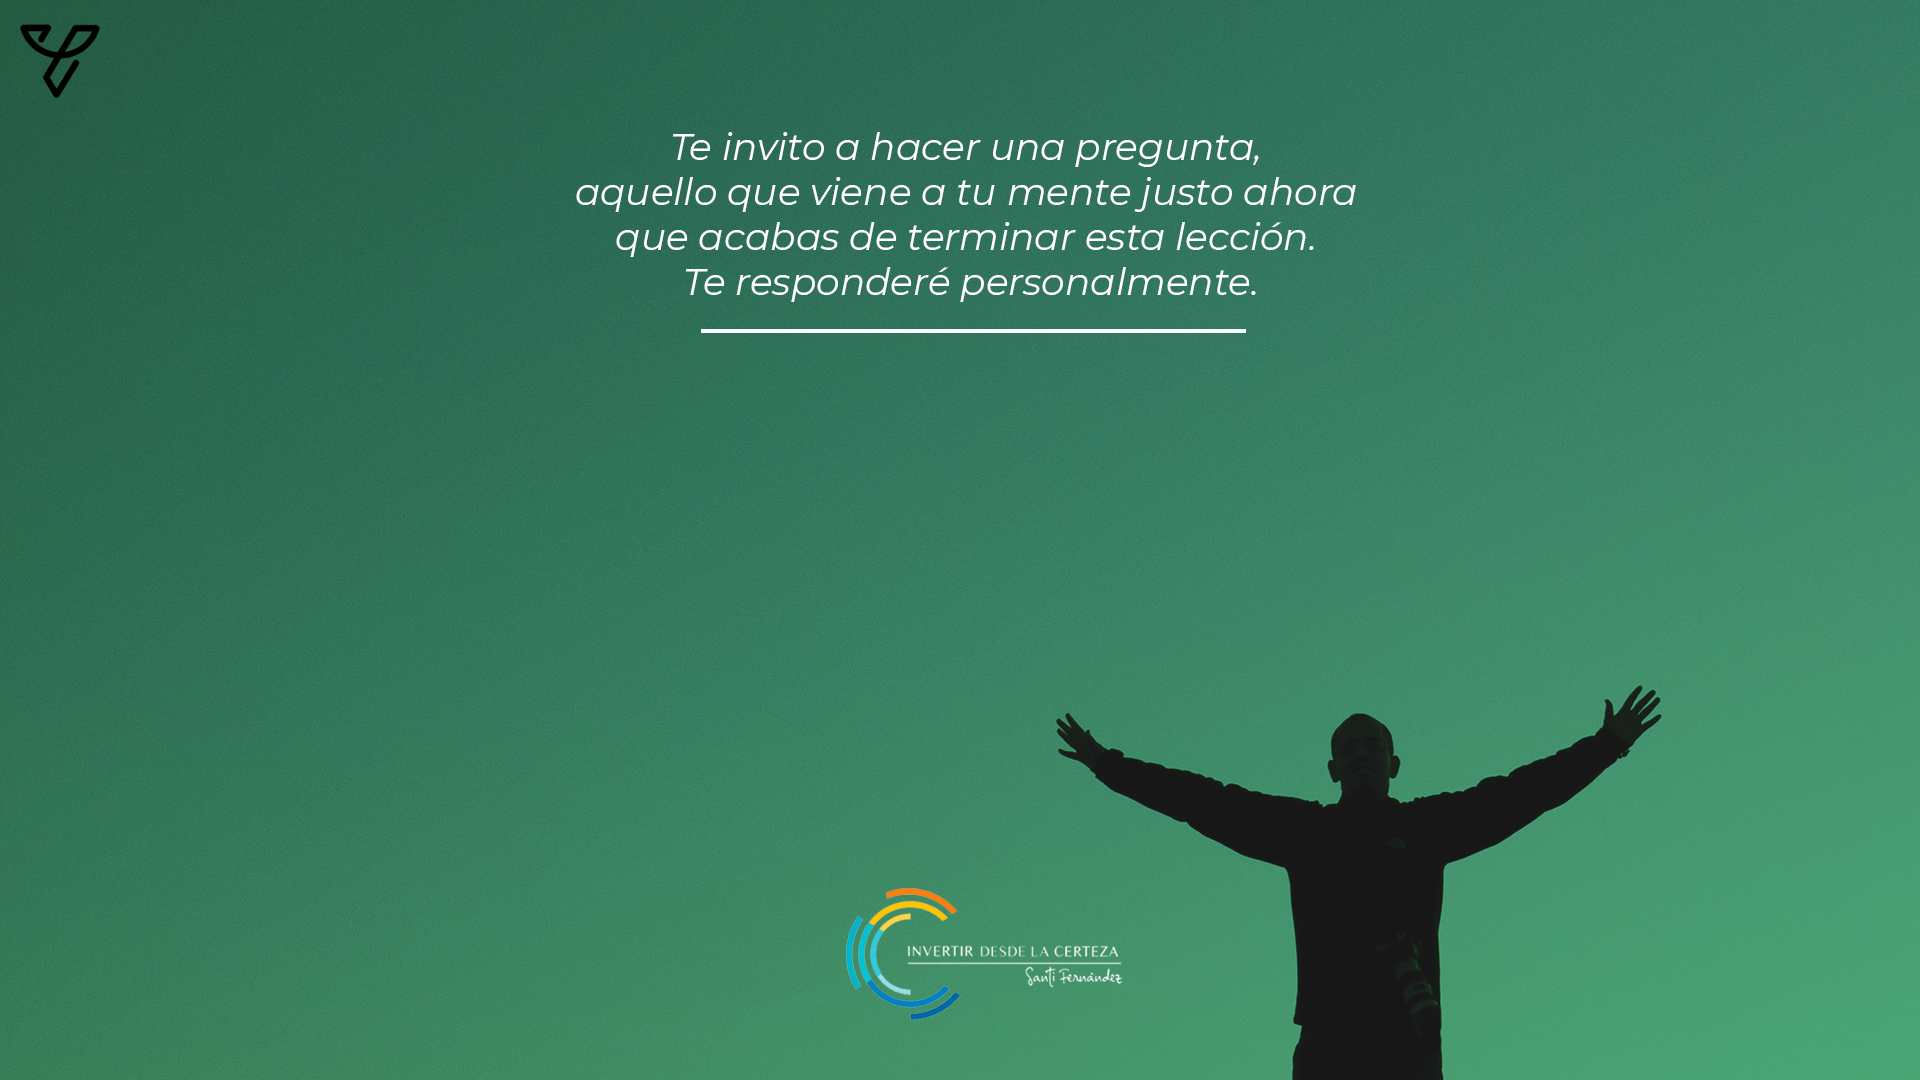 Te invito a hacer una pregunta,
aquello que viene a tu mente justo ahora
que acabas de terminar esta lección.
Te responderé personalmente.
INVERTIR DESDE LA CERTEZA
Santi Fernández